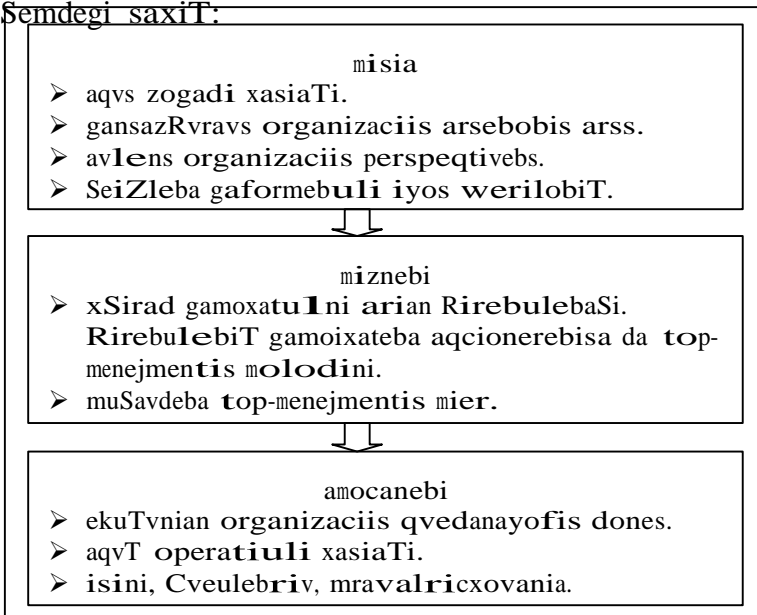 Semdegi saxiT:
misia
➢ aqvs zogadi xasiaTi.
➢ gansazRvravs organizaciis arsebobis arss.
➢ avlens organizaciis perspeqtivebs.
➢ SeiZleba gaformebuli iyos werilobiT.
miznebi
➢ xSirad gamoxatulni arian RirebulebaSi.
RirebulebiT gamoixateba aqcionerebisa da top-
menejmentis molodini.
➢ muSavdeba top-menejmentis mier.
amocanebi
➢ ekuTvnian organizaciis qvedanayofis dones.
➢ aqvT operatiuli xasiaTi.
➢ isini, Cveulebriv, mravalricxovania.